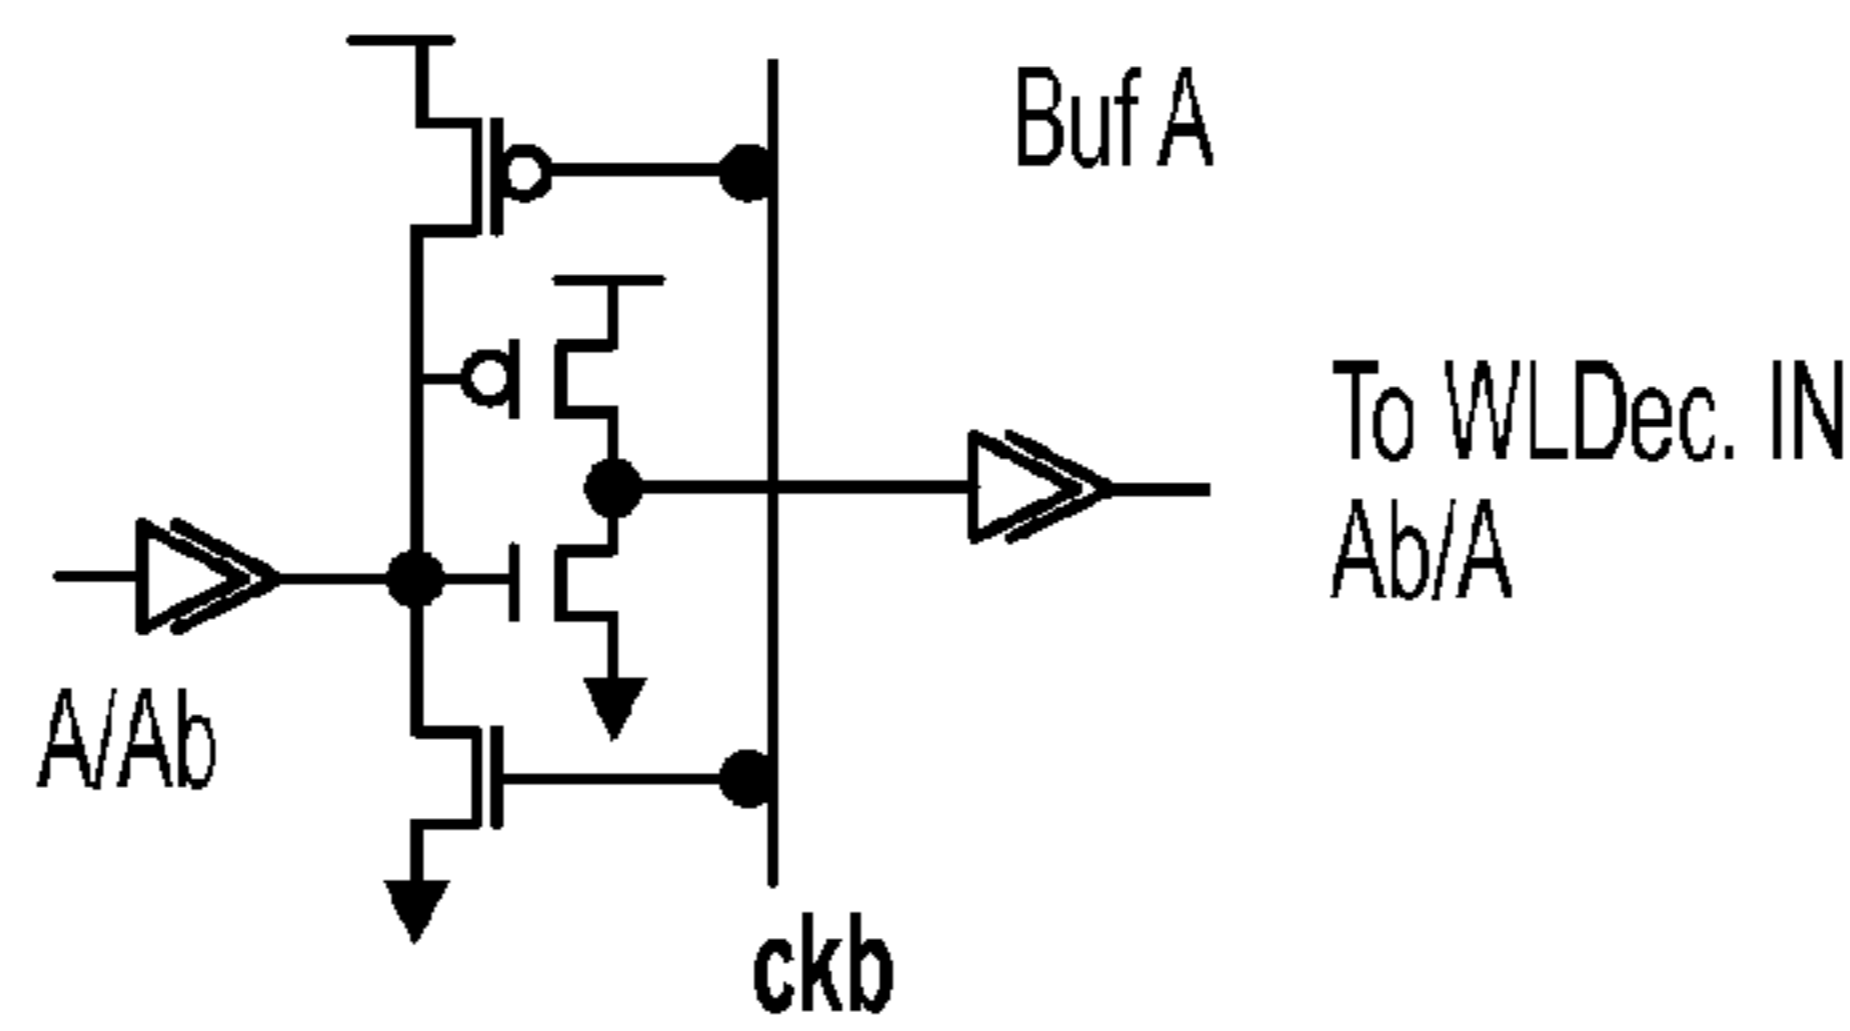 Buf A
To WLDec. IN
Ab/A
A/Ab
ckb